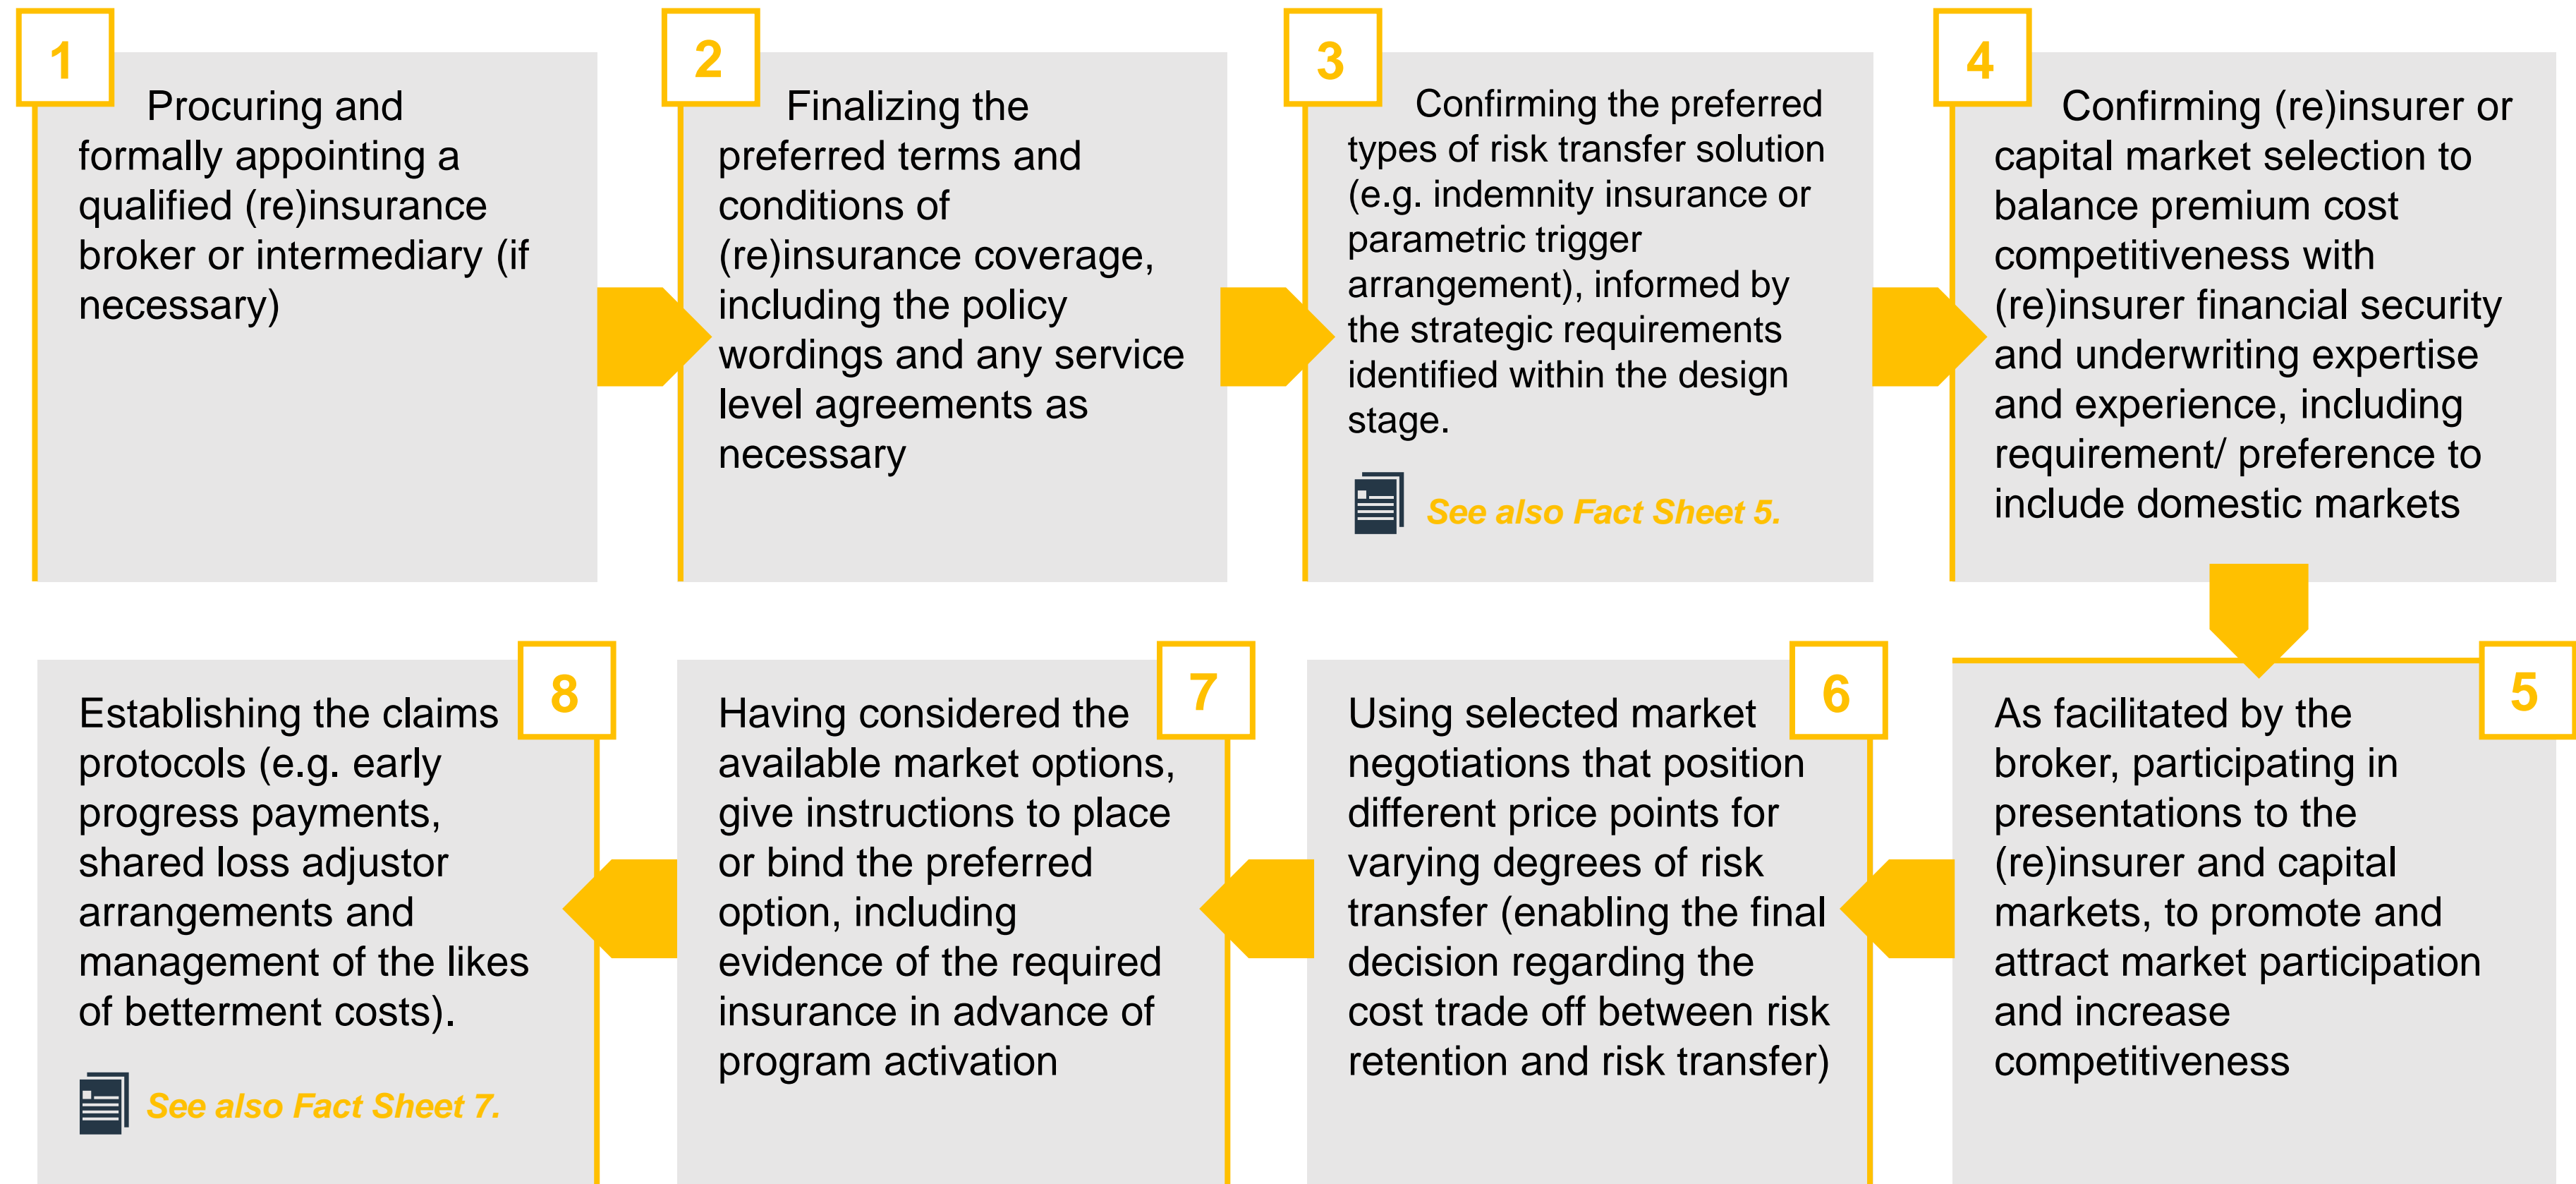 1
Procuring and
formally appointing a
qualified (re)insurance
broker or intermediary (if
necessary)
2
Finalizing the
preferred terms and
conditions of
(re)insurance coverage,
including the policy
wordings and any service
level agreements as
necessary
3
Confirming the preferred
types of risk transfer solution
(e.g. indemnity insurance or
parametric trigger
arrangement), informed by
the strategic requirements
identified within the design
stage.
See also Fact Sheet 5.
4
Confirming (re)insurer or
capital market selection to
balance premium cost
competitiveness with
(re)insurer financial security
and underwriting expertise
and experience, including
requirement/ preference to
include domestic markets
5
As facilitated by the
broker, participating in
presentations to the
(re)insurer and capital
markets, to promote and
attract market participation
and increase
competitiveness
6
Using selected market
negotiations that position
different price points for
varying degrees of risk
transfer (enabling the final
decision regarding the
cost trade off between risk
retention and risk transfer)
7
Having considered the
available market options,
give instructions to place
or bind the preferred
option, including
evidence of the required
insurance in advance of
program activation
8
Establishing the claims
protocols (e.g. early
progress payments,
shared loss adjustor
arrangements and
management of the likes
of betterment costs).
See also Fact Sheet 7.